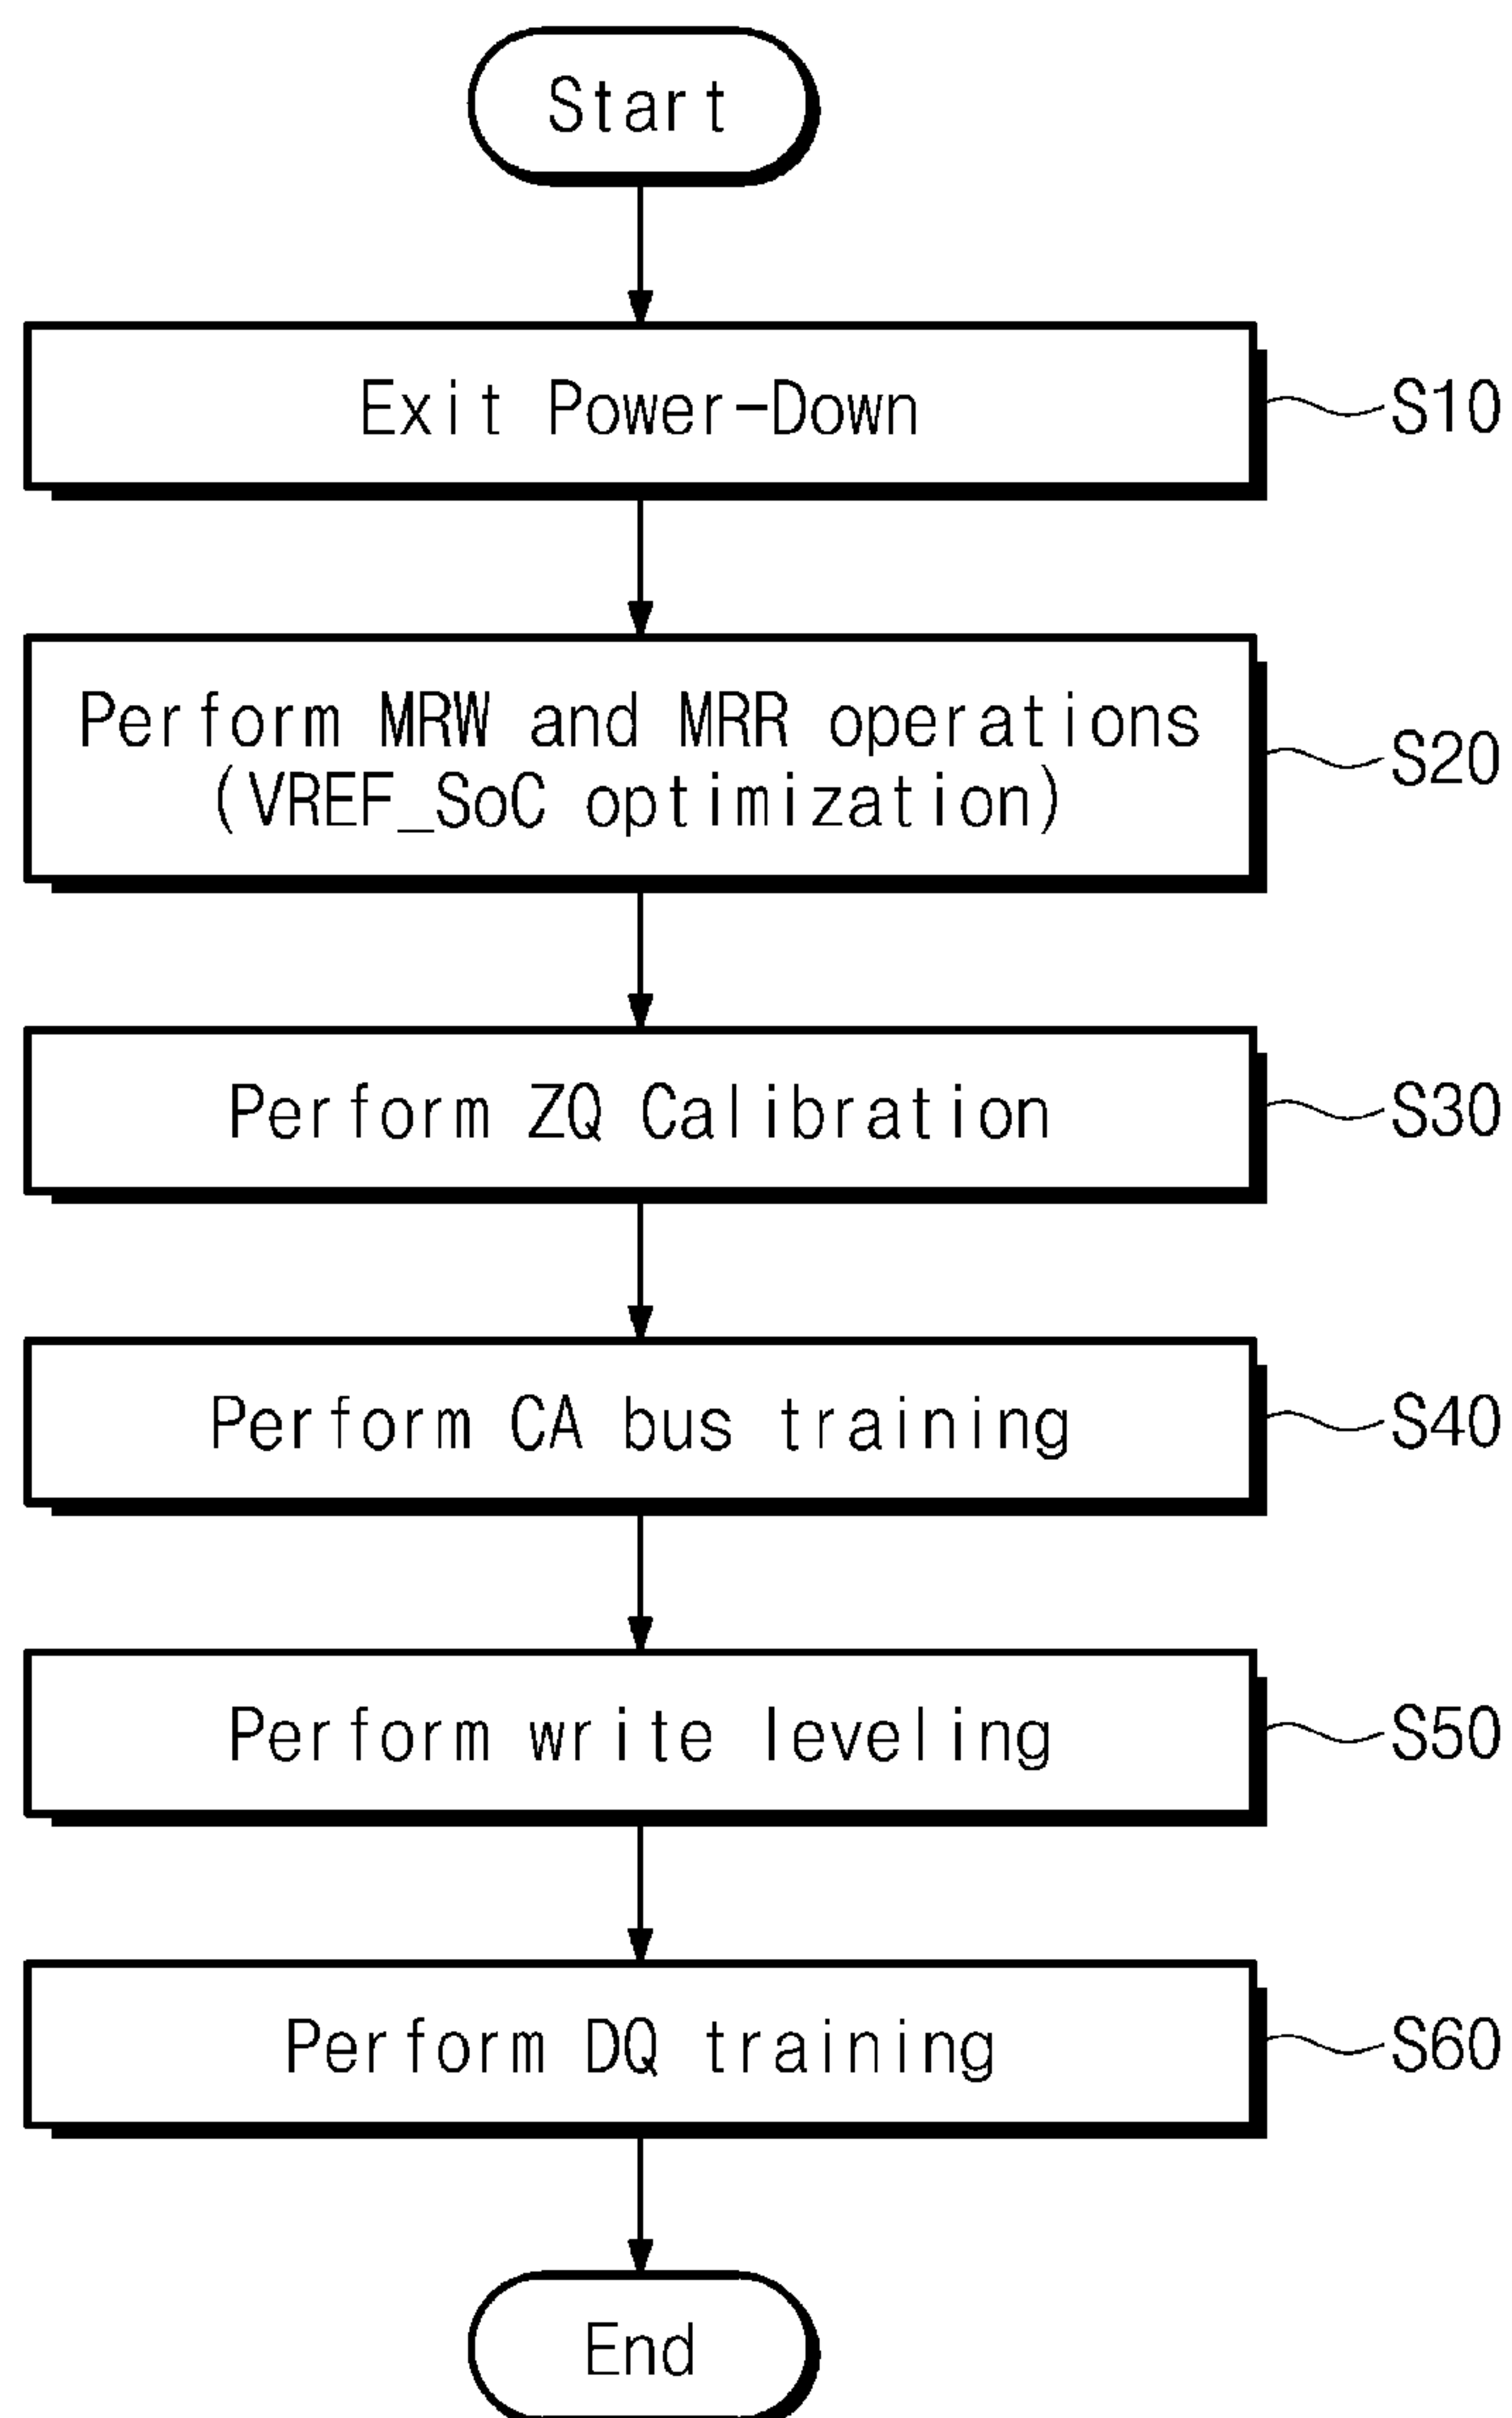 Start
Exit Power-Down
S10
Perform MRW and MRR operations
(VREF_SoC optimization)
S20
Perform ZQ Calibration
S30
Perform CA bus training
S40
Perform write leveling
S50
Perform DQ training
S60
End